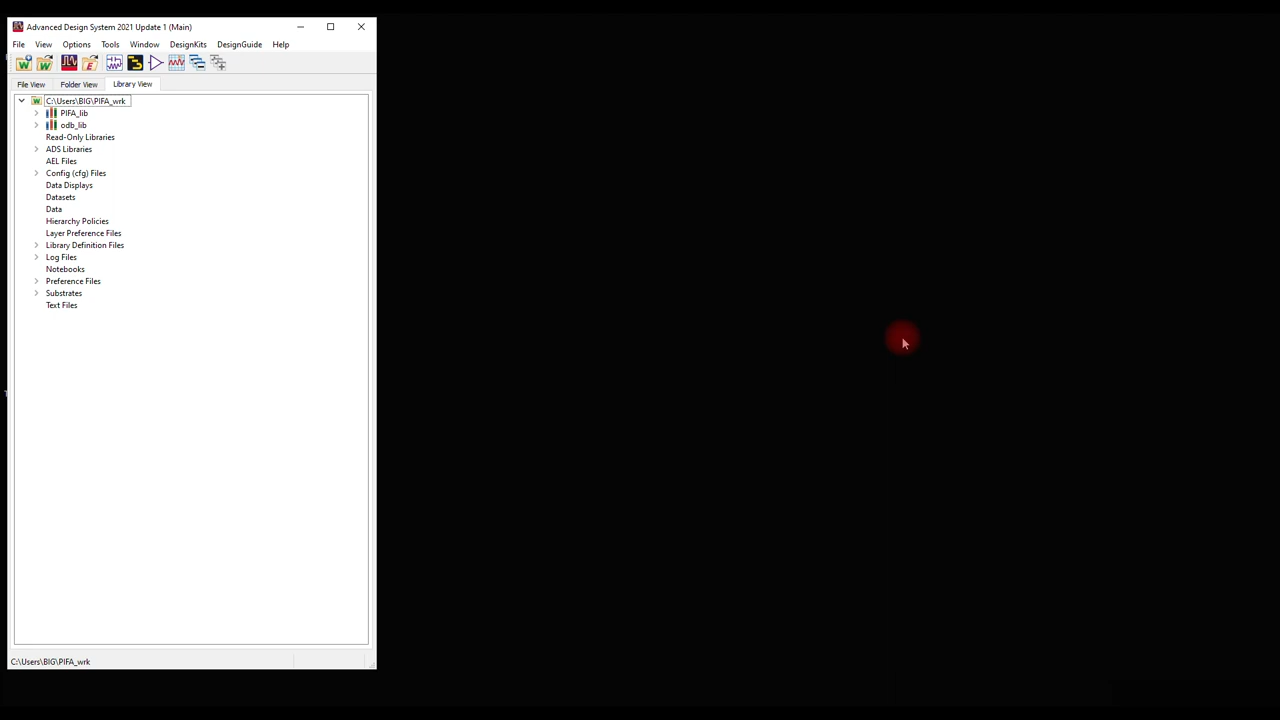 Advanced Design System 2021 Update 1 (Main)
File View Options Tools Window DesignKits DesignGuide Help
File View Folder View Library View
C:\Users\BIG\PIFA_wrk
PIFA_lib
odb_lib
Read-Only Libraries
ADS Libraries
AEL Files
Config (cfg) Files
Data Displays
Datasets
Data
Hierarchy Policies
Layer Preference Files
Library Definition Files
Log Files
Notebooks
Preference Files
Substrates
Text Files
C:\Users\BIG\PIFA_wrk